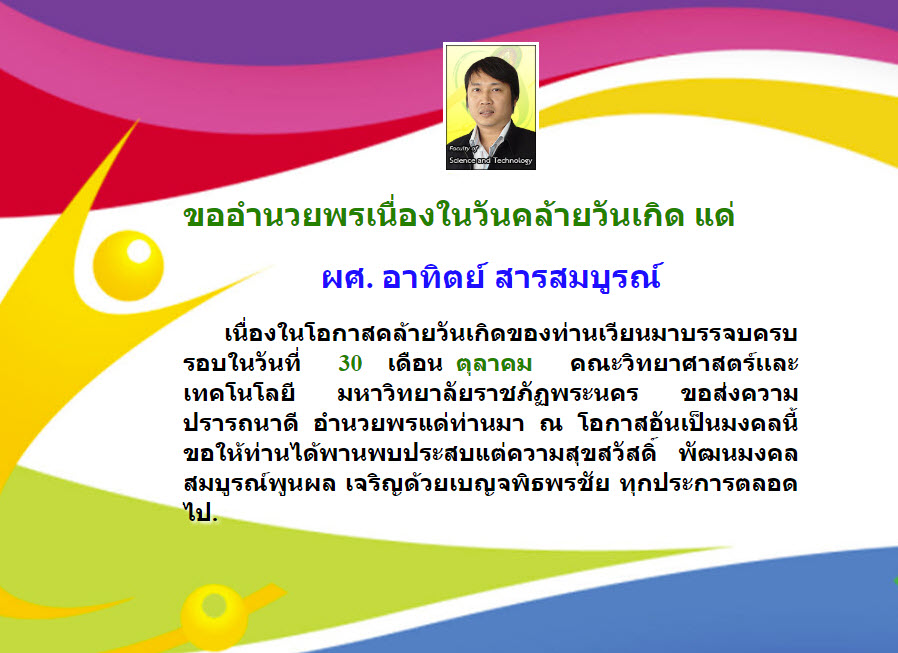 Faculty of
Science and Technology
ขออำนวยพรเนื่องในวันคล้ายวันเกิด แด่
ผศ. อาทิตย์ สารสมบูรณ์
เนื่องในโอกาสคล้ายวันเกิดของท่านเวียนมาบรรจบครบ
รอบในวันที่ 30 เดือน ตุลาคม คณะวิทยาศาสตร์และ
เทคโนโลยี มหาวิทยาลัยราชภัฏพระนคร ขอส่งความ
ปรารถนาดี อำนวยพรแด่ท่านมา ณ โอกาสอันเป็นมงคลนี้
ขอให้ท่านได้พานพบประสบแต่ความสุขสวัสดิ์ พัฒนมงคล
สมบูรณ์พูนผล เจริญด้วยเบญจพิธพรชัย ทุกประการตลอด
ไป.